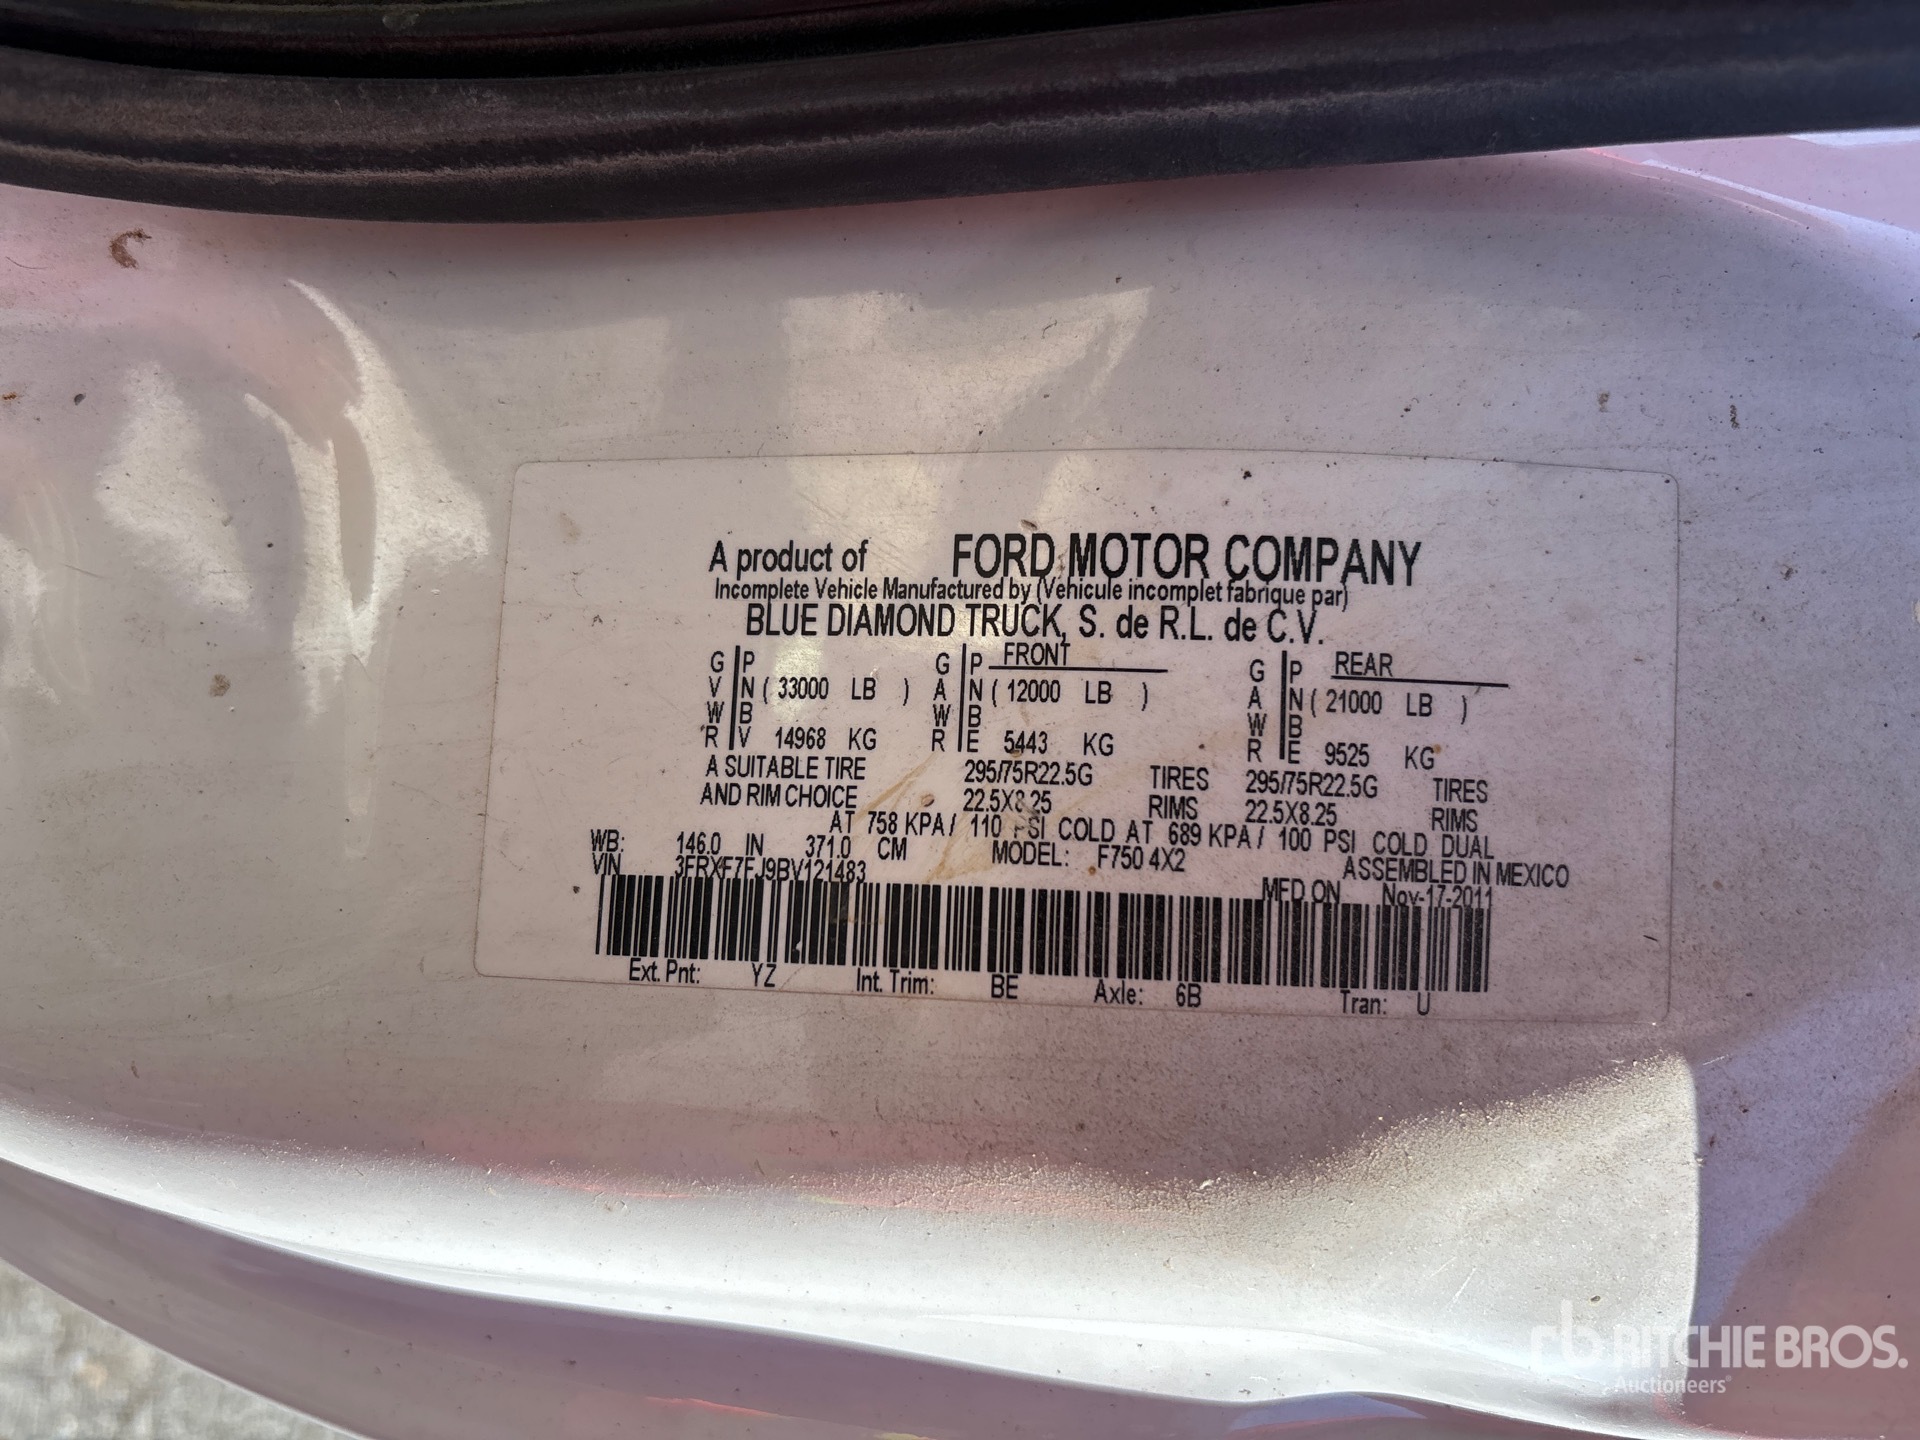 A product of FORD MOTOR COMPANY
Incomplete Vehicle Manufactured by (Véhicule incomplet fabrique par)
BLUE DIAMOND TRUCK, S. de R.L. de C.V.
G P G P FRONT G P REAR
V N ( 33000 LB ) A N ( 12000 LB ) A N ( 21000 LB )
W B W B W B
R V 14968 KG R E 5443 KG R E 9525 KG
A SUITABLE TIRE 295/75R22.5G TIRES 295/75R22.5G TIRES
AND RIM CHOICE 22.5X8.25 RIMS 22.5X8.25 RIMS
AT 758 KPA/ 110 PSI COLD AT 689 KPA/ 100 PSI COLD DUAL
WB: 146.0 IN 371.0 CM MODEL: F750 4X2 ASSEMBLED IN MEXICO
VIN 3FRXF7FJ9BV121483 MFD ON Nov-17-2011
Ext. Pnt: YZ Int. Trim: BE Axle: 6B Tran: U
rb RITCHIE BROS.
Auctioneers